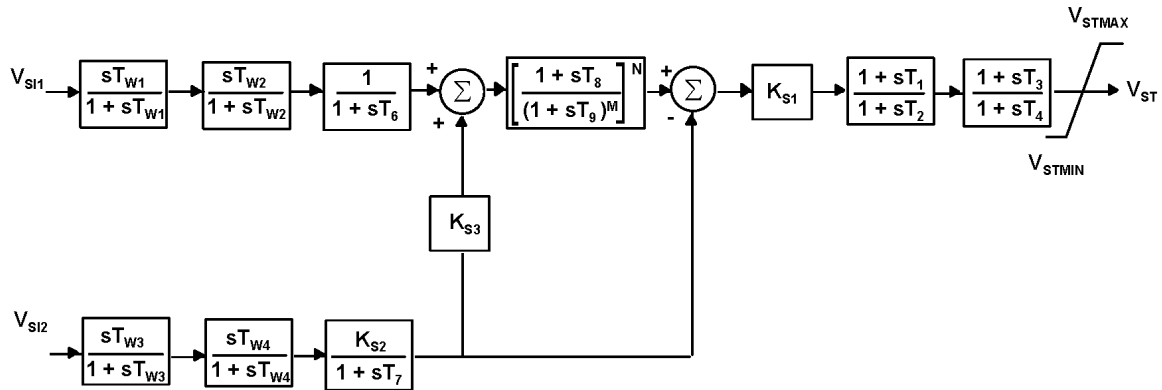 V_STMAX
V_SI1
sT_W1
1 + sT_W1
sT_W2
1 + sT_W2
1
1 + sT_6
+
+
Σ
[ 1 + sT_8 ] N
(1 + sT_9)^M
+
-
Σ
K_S1
1 + sT_1
1 + sT_2
1 + sT_3
1 + sT_4
V_ST
V_STMIN
K_S3
V_SI2
sT_W3
1 + sT_W3
sT_W4
1 + sT_W4
K_S2
1 + sT_7